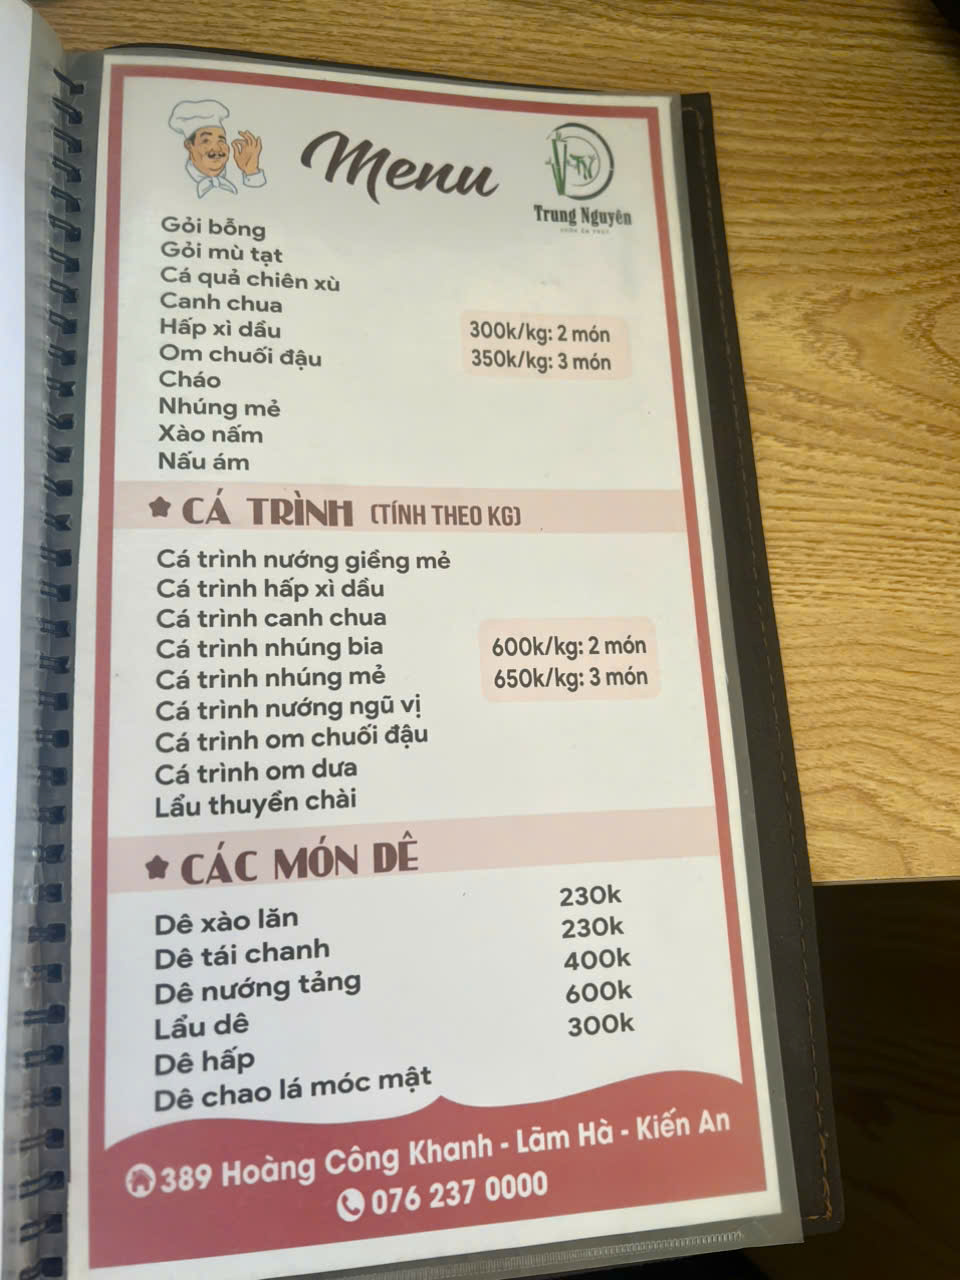 Menu
Trung Nguyên
Gỏi bỗng
Gỏi mù tạt
Cá quả chiên xù
Canh chua
Hấp xì dầu
Om chuối đậu
Cháo
Nhúng mẻ
Xào nấm
Nấu ám
300k/kg: 2 món
350k/kg: 3 món
CÁ TRÌNH (TÍNH THEO KG)
Cá trình nướng giềng mẻ
Cá trình hấp xì dầu
Cá trình canh chua
Cá trình nhúng bia
Cá trình nhúng mẻ
Cá trình nướng ngũ vị
Cá trình om chuối đậu
Cá trình om dưa
Lẩu thuyền chài
600k/kg: 2 món
650k/kg: 3 món
CÁC MÓN DÊ
Dê xào lăn 230k
Dê tái chanh 230k
Dê nướng tảng 400k
Lẩu dê 600k
Dê hấp 300k
Dê chao lá móc mật
389 Hoàng Công Khanh - Lãm Hà - Kiến An
076 237 0000